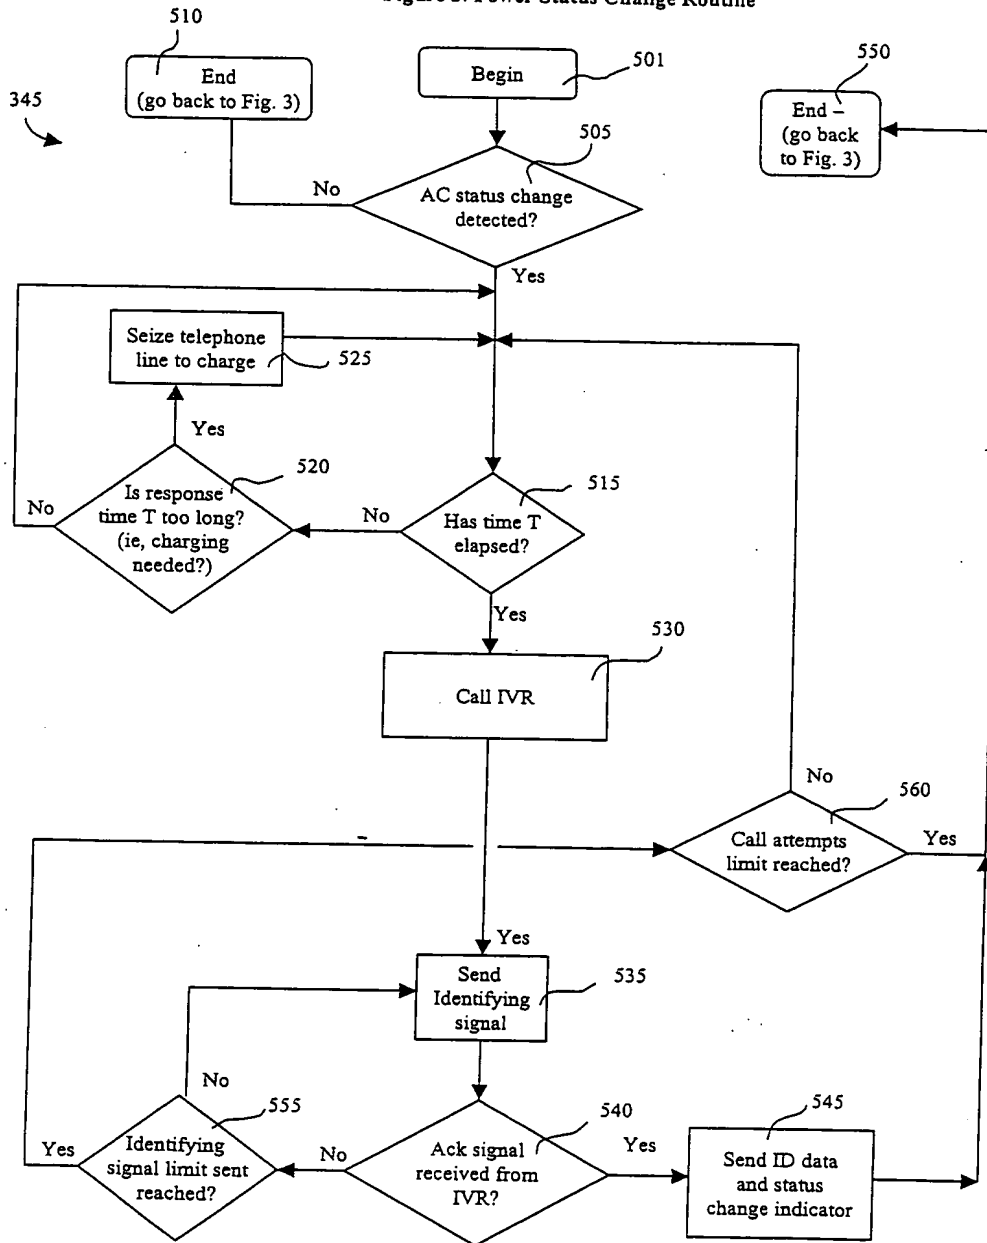 Power Status Change Routine
510
End
(go back to Fig. 3)
Begin
501
550
End –
(go back
to Fig. 3)
345
505
No
AC status change
detected?
Yes
Seize telephone
line to charge
525
Yes
520
515
No
Is response
time T too long?
(ie, charging
needed?)
No
Has time T
elapsed?
Yes
530
Call IVR
No
560
Call attempts
limit reached?
Yes
Yes
Send
Identifying
signal
535
No
555
540
545
Yes
Identifying
signal limit sent
reached?
No
Ack signal
received from
IVR?
Yes
Send ID data
and status
change indicator